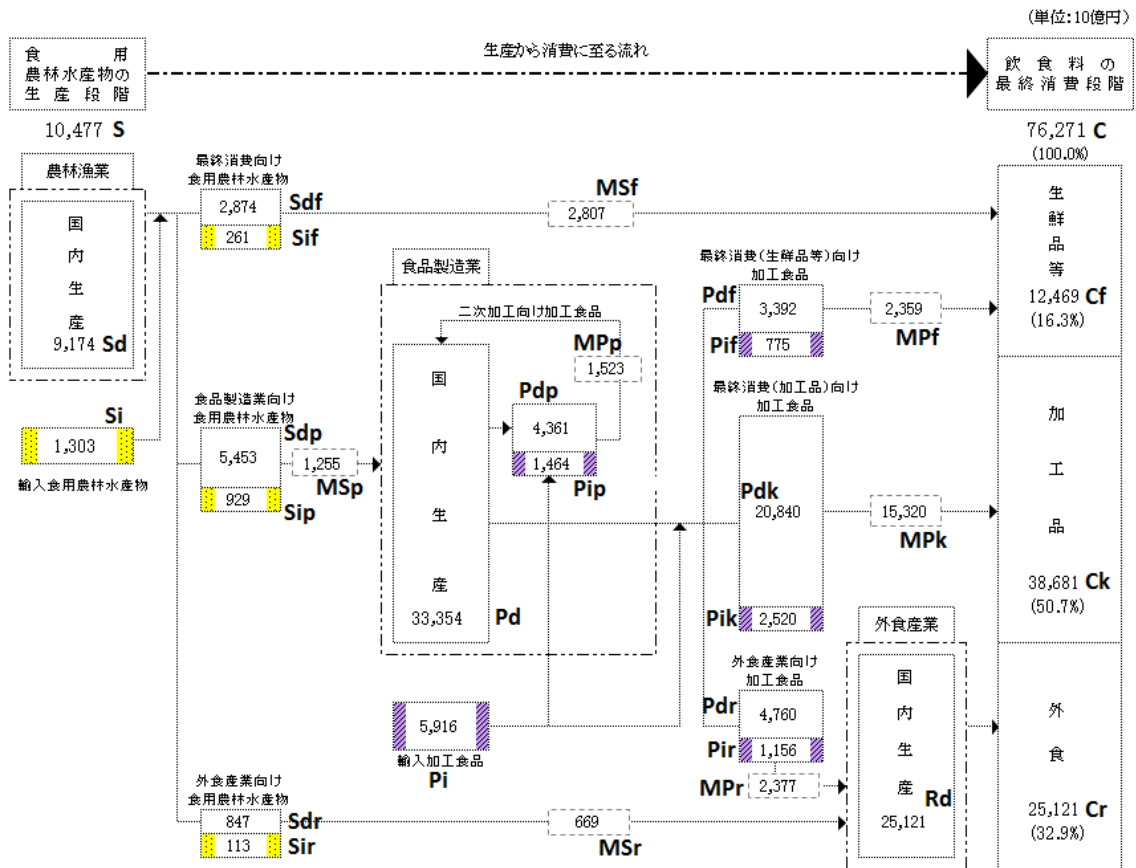 (単位:10億円)
食用
農林水産物の
生産段階
生産から消費に至る流れ
飲食料の
最終消費段階
10,477 S
76,271 C
(100.0%)
農林漁業
国内生産
9,174 Sd
最終消費向け
食用農林水産物
2,874 Sdf
261 Sif
MSf
2,807
生鮮品等
12,469 Cf
(16.3%)
食品製造業
二次加工向け加工食品
MPp
1,523
最終消費(生鮮品等)向け
加工食品
Pdf
3,392
Pif
775
2,359
MPf
Si
1,303
輸入食用農林水産物
食品製造業向け
食用農林水産物
Sdp
5,453
929
Sip
1,255
MSp
国内生産
33,354 Pd
Pdp
4,361
1,464
Pip
最終消費(加工品)向け
加工食品
Pdk
20,840
Pik
2,520
15,320
MPk
加工品
38,681 Ck
(50.7%)
5,916
輸入加工食品
Pi
外食産業向け
加工食品
Pdr
4,760
Pir
1,156
MPr
2,377
外食産業
国内生産
Rd
25,121
外食
25,121 Cr
(32.9%)
外食産業向け
食用農林水産物
847 Sdr
113 Sir
669
MSr